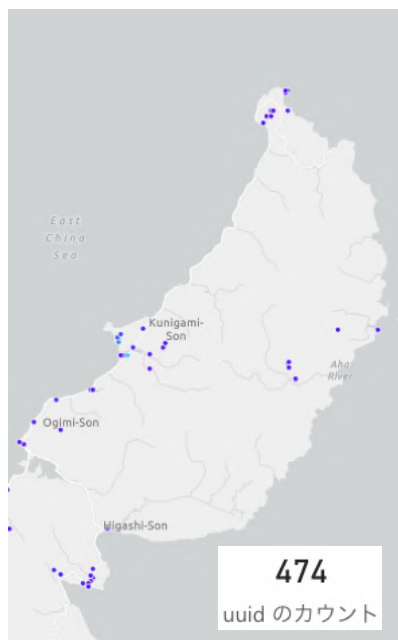 East
China
Sea
Kunigami-
Son
Aha
River
Ogimi-Son
Higashi-Son
474
uuid のカウント